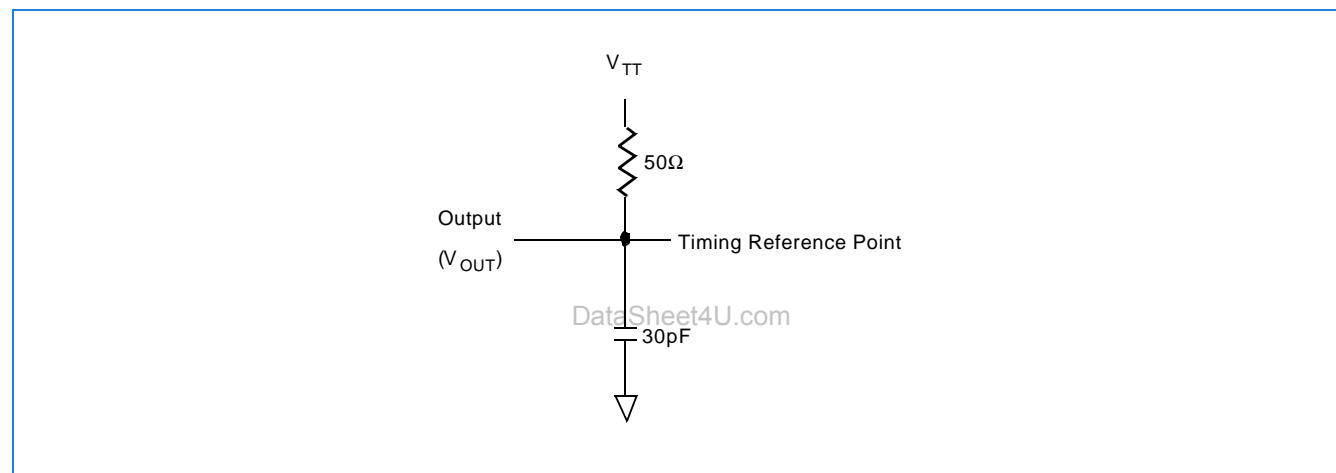 V TT
50Ω
Output
(V OUT)
Timing Reference Point
DataSheet4U.com
30pF